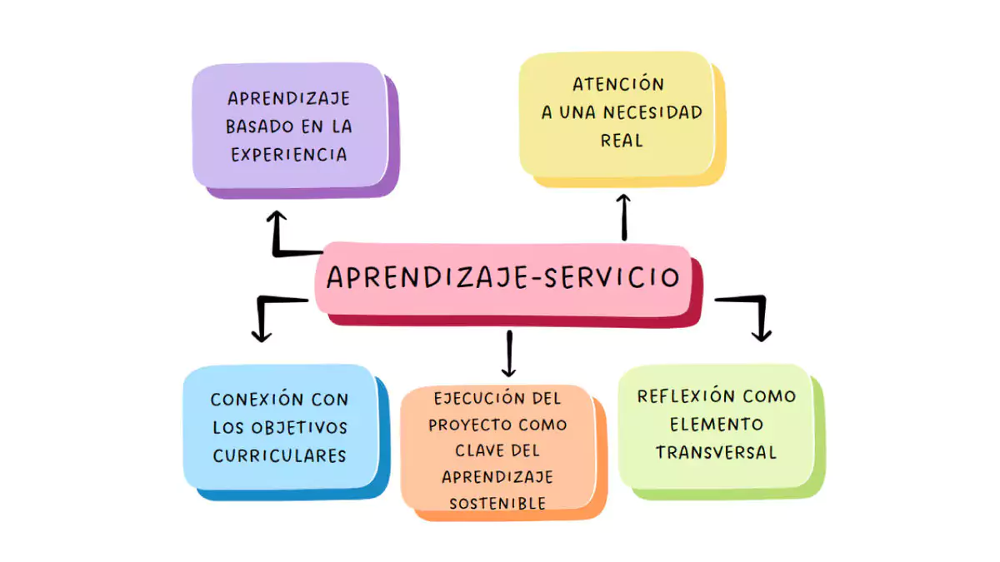 APRENDIZAJE
BASADO EN LA
EXPERIENCIA
ATENCIÓN
A UNA NECESIDAD
REAL
APRENDIZAJE-SERVICIO
CONEXIÓN CON
LOS OBJETIVOS
CURRICULARES
EJECUCIÓN DEL
PROYECTO COMO
CLAVE DEL
APRENDIZAJE
SOSTENIBLE
REFLEXIÓN COMO
ELEMENTO
TRANSVERSAL